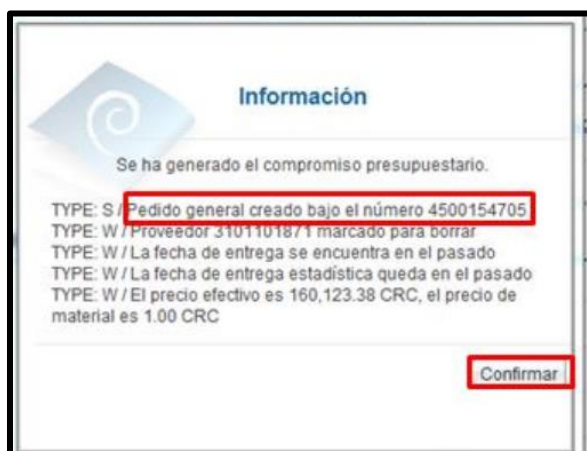 Información
Se ha generado el compromiso presupuestario.
TYPE: S / Pedido general creado bajo el número 4500154705
TYPE: W / Proveedor 3101101871 marcado para borrar
TYPE: W / La fecha de entrega se encuentra en el pasado
TYPE: W / La fecha de entrega estadística queda en el pasado
TYPE: W / El precio efectivo es 160,123.38 CRC, el precio de
material es 1.00 CRC
Confirmar